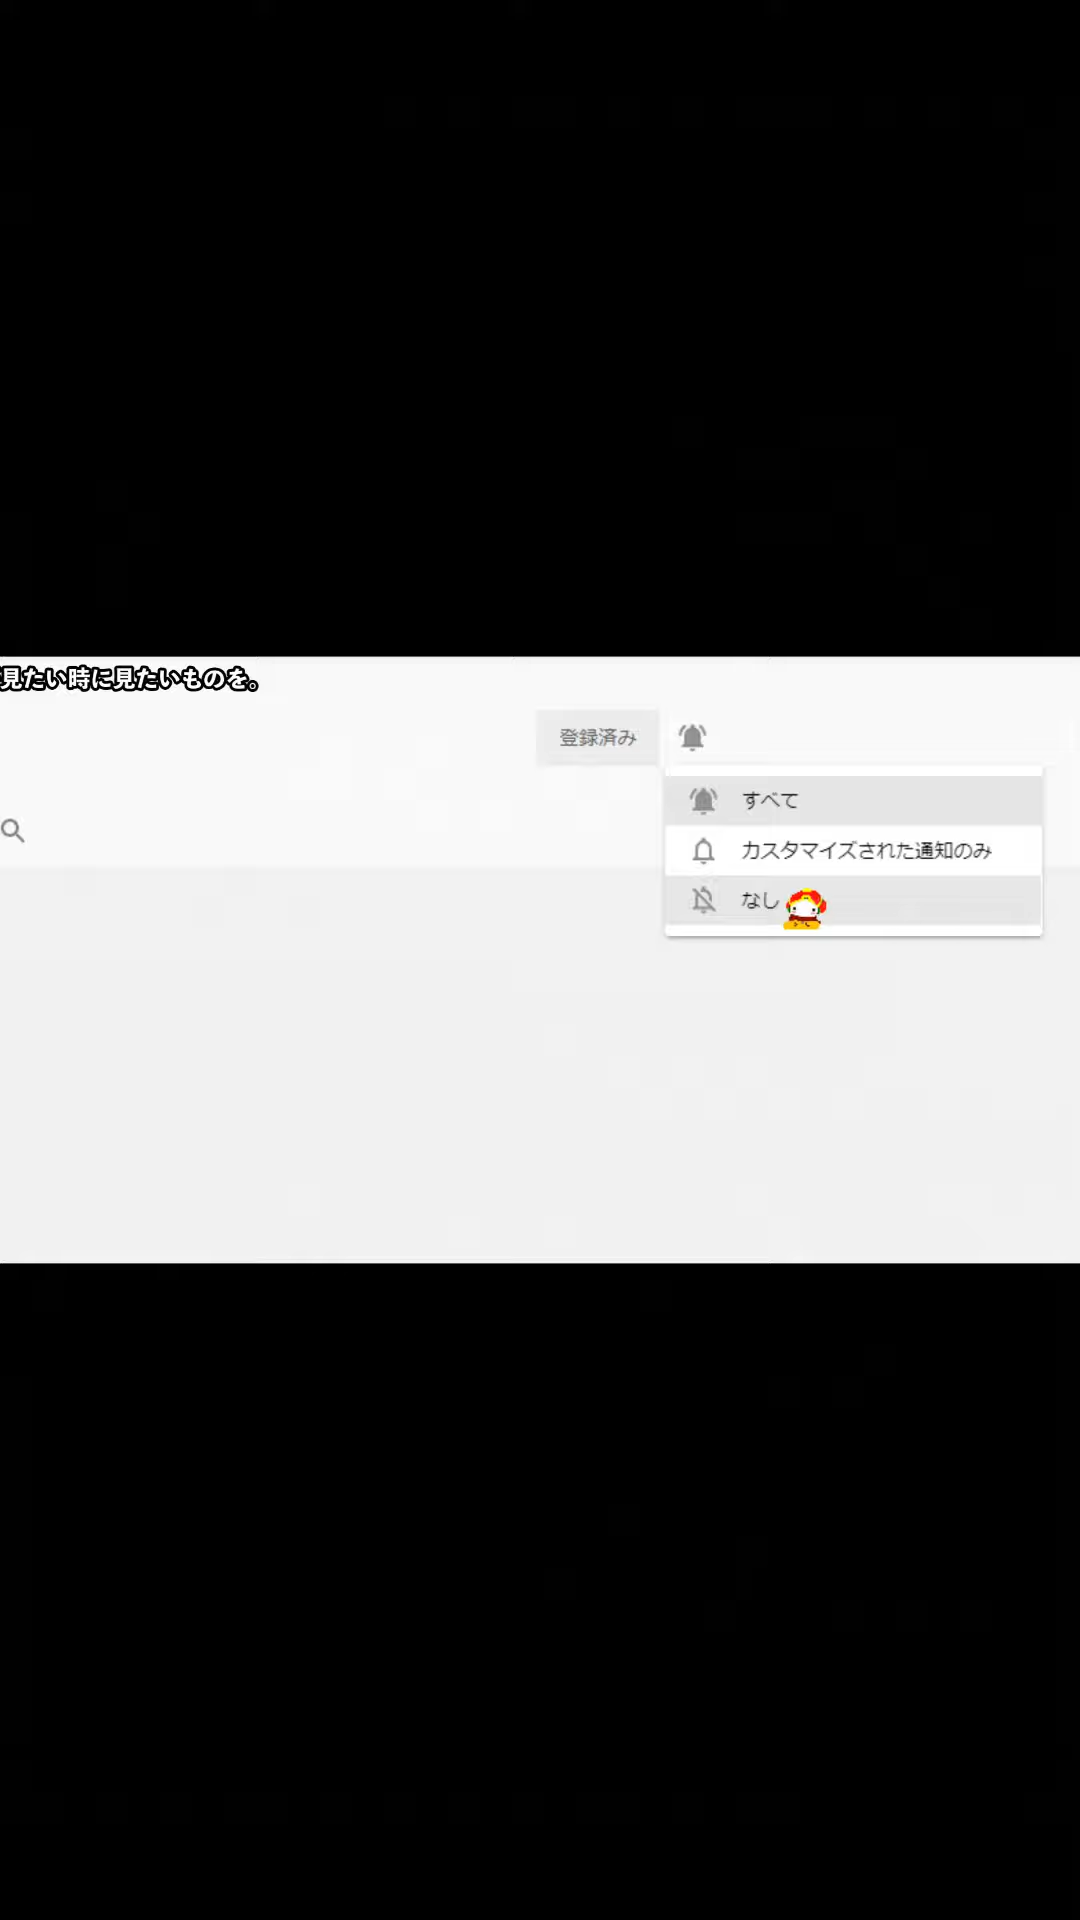 見たい時に見たいものを。
登録済み
すべて
カスタマイズされた通知のみ
なし